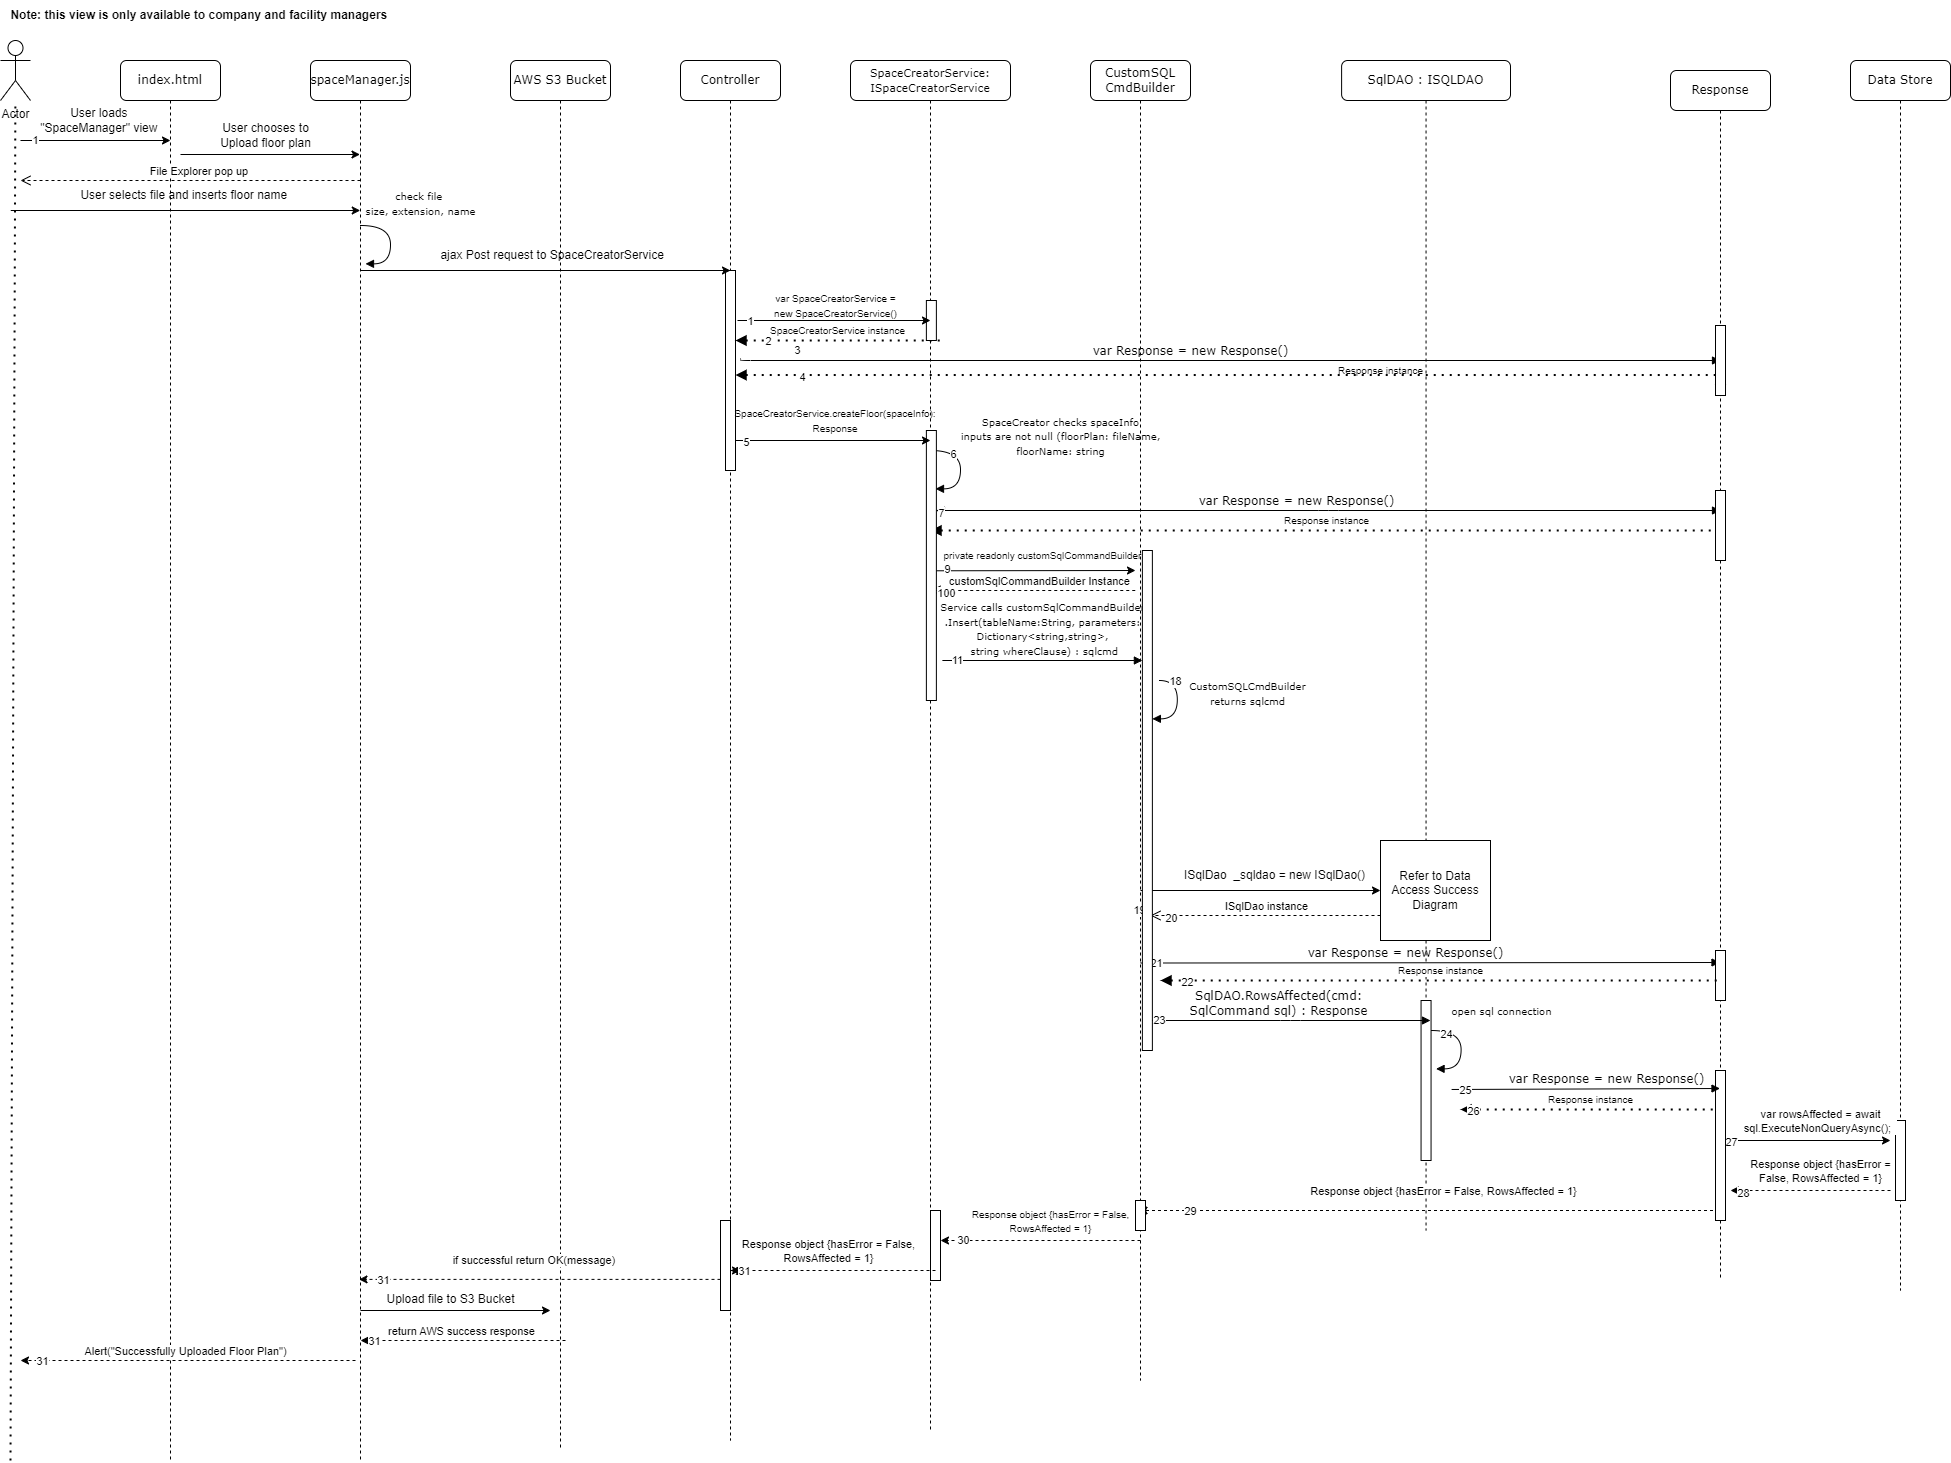 Note: this view is only available to company and facility managers
Actor
index.html
spaceManager.js
AWS S3 Bucket
Controller
SpaceCreatorService:
ISpaceCreatorService
CustomSQL
CmdBuilder
SqlDAO : ISQLDAO
Response
Data Store
User loads
"SpaceManager" view
1
User chooses to
Upload floor plan
File Explorer pop up
User selects file and inserts floor name
check file
size, extension, name
ajax Post request to SpaceCreatorService
var SpaceCreatorService =
new SpaceCreatorService()
1
SpaceCreatorService instance
2
3
var Response = new Response()
Response instance
4
SpaceCreatorService.createFloor(spaceInfo):
Response
5
SpaceCreator checks spaceInfo
inputs are not null (floorPlan: fileName,
floorName: string
6
var Response = new Response()
7
Response instance
private readonly customSqlCommandBuilder
9
customSqlCommandBuilder Instance
100
Service calls customSqlCommandBuilde
.Insert(tableName:String, parameters:
Dictionary<string,string>,
string whereClause) : sqlcmd
11
18
CustomSQLCmdBuilder
returns sqlcmd
ISqlDao _sqldao = new ISqlDao()
Refer to Data
Access Success
Diagram
19
ISqlDao instance
20
var Response = new Response()
21
Response instance
22
SqlDAO.RowsAffected(cmd:
SqlCommand sql) : Response
23
open sql connection
24
var Response = new Response()
25
Response instance
26
var rowsAffected = await
sql.ExecuteNonQueryAsync();
27
Response object {hasError =
False, RowsAffected = 1}
28
Response object {hasError = False, RowsAffected = 1}
29
Response object {hasError = False,
RowsAffected = 1}
30
Response object {hasError = False,
RowsAffected = 1}
31
if successful return OK(message)
31
Upload file to S3 Bucket
return AWS success response
31
Alert("Successfully Uploaded Floor Plan")
31